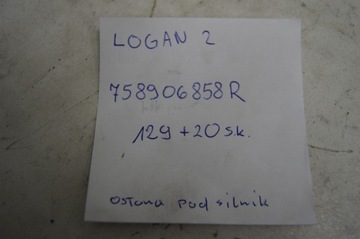 LOGAN 2
758906858R
129 + 20 sk.
osłona pod silnik